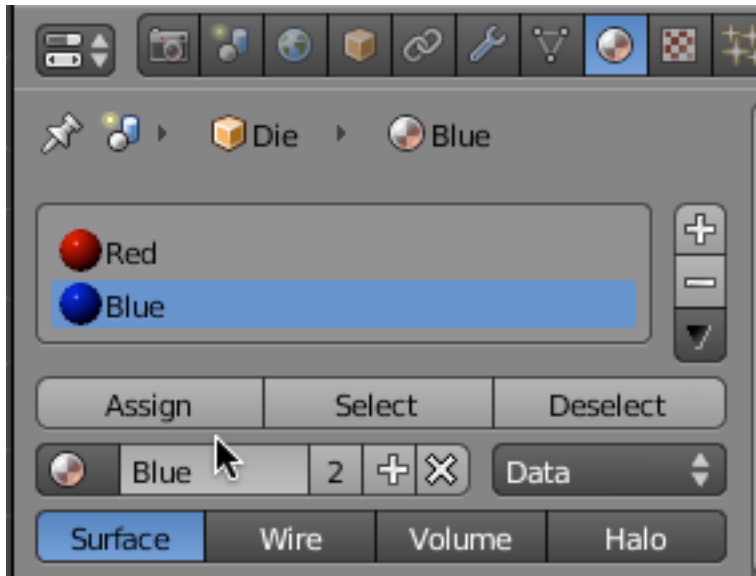 Die Blue
Red
Blue
Assign Select Deselect
Blue 2 Data
Surface Wire Volume Halo